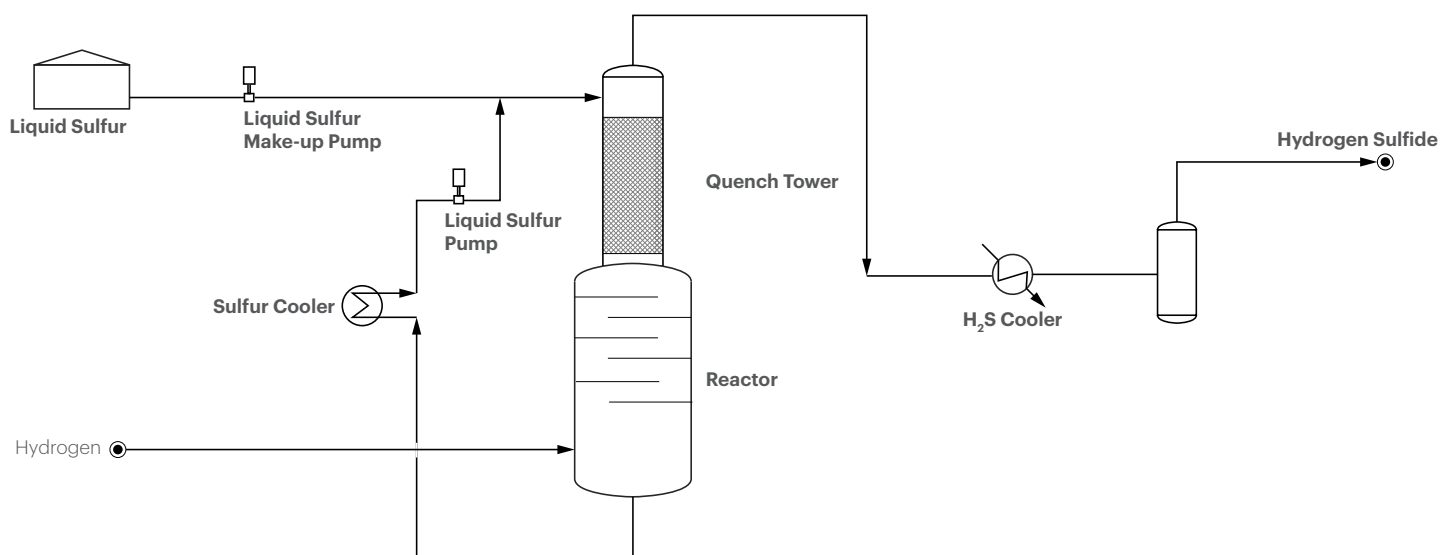 Liquid Sulfur
Liquid Sulfur
Make-up Pump
Hydrogen Sulfide
Quench Tower
Liquid Sulfur
Pump
Sulfur Cooler
H₂S Cooler
Reactor
Hydrogen